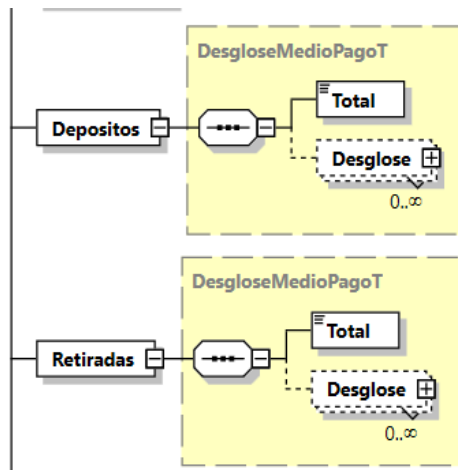 DesgloseMedioPagoT
Total
Depositos
Desglose
0..∞
DesgloseMedioPagoT
Total
Retiradas
Desglose
0..∞